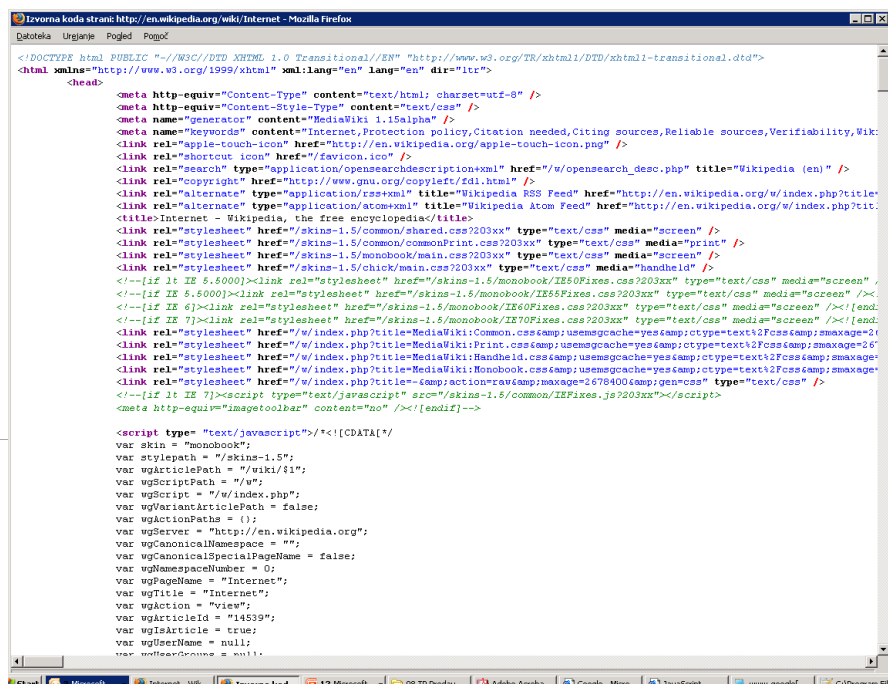 Izvorna koda strani: http://en.wikipedia.org/wiki/Internet - Mozilla Firefox
Datoteka Urejanje Pogled Pomoč
<!DOCTYPE html PUBLIC "-//W3C//DTD XHTML 1.0 Transitional//EN" "http://www.w3.org/TR/xhtml1/DTD/xhtml1-transitional.dtd">
<html xmlns="http://www.w3.org/1999/xhtml" xml:lang="en" lang="en" dir="ltr">
<head>
<meta http-equiv="Content-Type" content="text/html; charset=utf-8" />
<meta http-equiv="Content-Style-Type" content="text/css" />
<meta name="generator" content="MediaWiki 1.15alpha" />
<meta name="keywords" content="Internet,Protection policy,Citation needed,Citing sources,Reliable sources,Verifiability,Wiki
<link rel="apple-touch-icon" href="http://en.wikipedia.org/apple-touch-icon.png" />
<link rel="shortcut icon" href="/favicon.ico" />
<link rel="search" type="application/opensearchdescription+xml" href="/w/opensearch_desc.php" title="Wikipedia (en)" />
<link rel="copyright" href="http://www.gnu.org/copyleft/fdl.html" />
<link rel="alternate" type="application/rss+xml" title="Wikipedia RSS Feed" href="http://en.wikipedia.org/w/index.php?title=
<link rel="alternate" type="application/atom+xml" title="Wikipedia Atom Feed" href="http://en.wikipedia.org/w/index.php?titl
<title>Internet - Wikipedia, the free encyclopedia</title>
<link rel="stylesheet" href="/skins-1.5/common/shared.css?203xx" type="text/css" media="screen" />
<link rel="stylesheet" href="/skins-1.5/common/commonPrint.css?203xx" type="text/css" media="print" />
<link rel="stylesheet" href="/skins-1.5/monobook/main.css?203xx" type="text/css" media="screen" />
<link rel="stylesheet" href="/skins-1.5/chick/main.css?203xx" type="text/css" media="handheld" />
<!--[if lt IE 5.5000]><link rel="stylesheet" href="/skins-1.5/monobook/IE50Fixes.css?203xx" type="text/css" media="screen" /
<!--[if IE 5.5000]><link rel="stylesheet" href="/skins-1.5/monobook/IE55Fixes.css?203xx" type="text/css" media="screen" /><!
<!--[if IE 6]><link rel="stylesheet" href="/skins-1.5/monobook/IE60Fixes.css?203xx" type="text/css" media="screen" /><![endi
<!--[if IE 7]><link rel="stylesheet" href="/skins-1.5/monobook/IE70Fixes.css?203xx" type="text/css" media="screen" /><![endi
<link rel="stylesheet" href="/w/index.php?title=MediaWiki:Common.css&amp;usemsgcache=yes&amp;ctype=text%2Fcss&amp;smaxage=26
<link rel="stylesheet" href="/w/index.php?title=MediaWiki:Print.css&amp;usemsgcache=yes&amp;ctype=text%2Fcss&amp;smaxage=267
<link rel="stylesheet" href="/w/index.php?title=MediaWiki:Handheld.css&amp;usemsgcache=yes&amp;ctype=text%2Fcss&amp;smaxage=
<link rel="stylesheet" href="/w/index.php?title=MediaWiki:Monobook.css&amp;usemsgcache=yes&amp;ctype=text%2Fcss&amp;smaxage=
<link rel="stylesheet" href="/w/index.php?title=-&amp;action=raw&amp;maxage=2678400&amp;gen=css" type="text/css" />
<!--[if lt IE 7]><script type="text/javascript" src="/skins-1.5/common/IEFixes.js?203xx"></script>
<meta http-equiv="imagetoolbar" content="no" /><![endif]-->
<script type= "text/javascript">/*<![CDATA[*/
var skin = "monobook";
var stylepath = "/skins-1.5";
var wgArticlePath = "/wiki/$1";
var wgScriptPath = "/w";
var wgScript = "/w/index.php";
var wgVariantArticlePath = false;
var wgActionPaths = {};
var wgServer = "http://en.wikipedia.org";
var wgCanonicalNamespace = "";
var wgCanonicalSpecialPageName = false;
var wgNamespaceNumber = 0;
var wgPageName = "Internet";
var wgTitle = "Internet";
var wgAction = "view";
var wgArticleId = "14539";
var wgIsArticle = true;
var wgUserName = null;
var wgUserGroups = null;